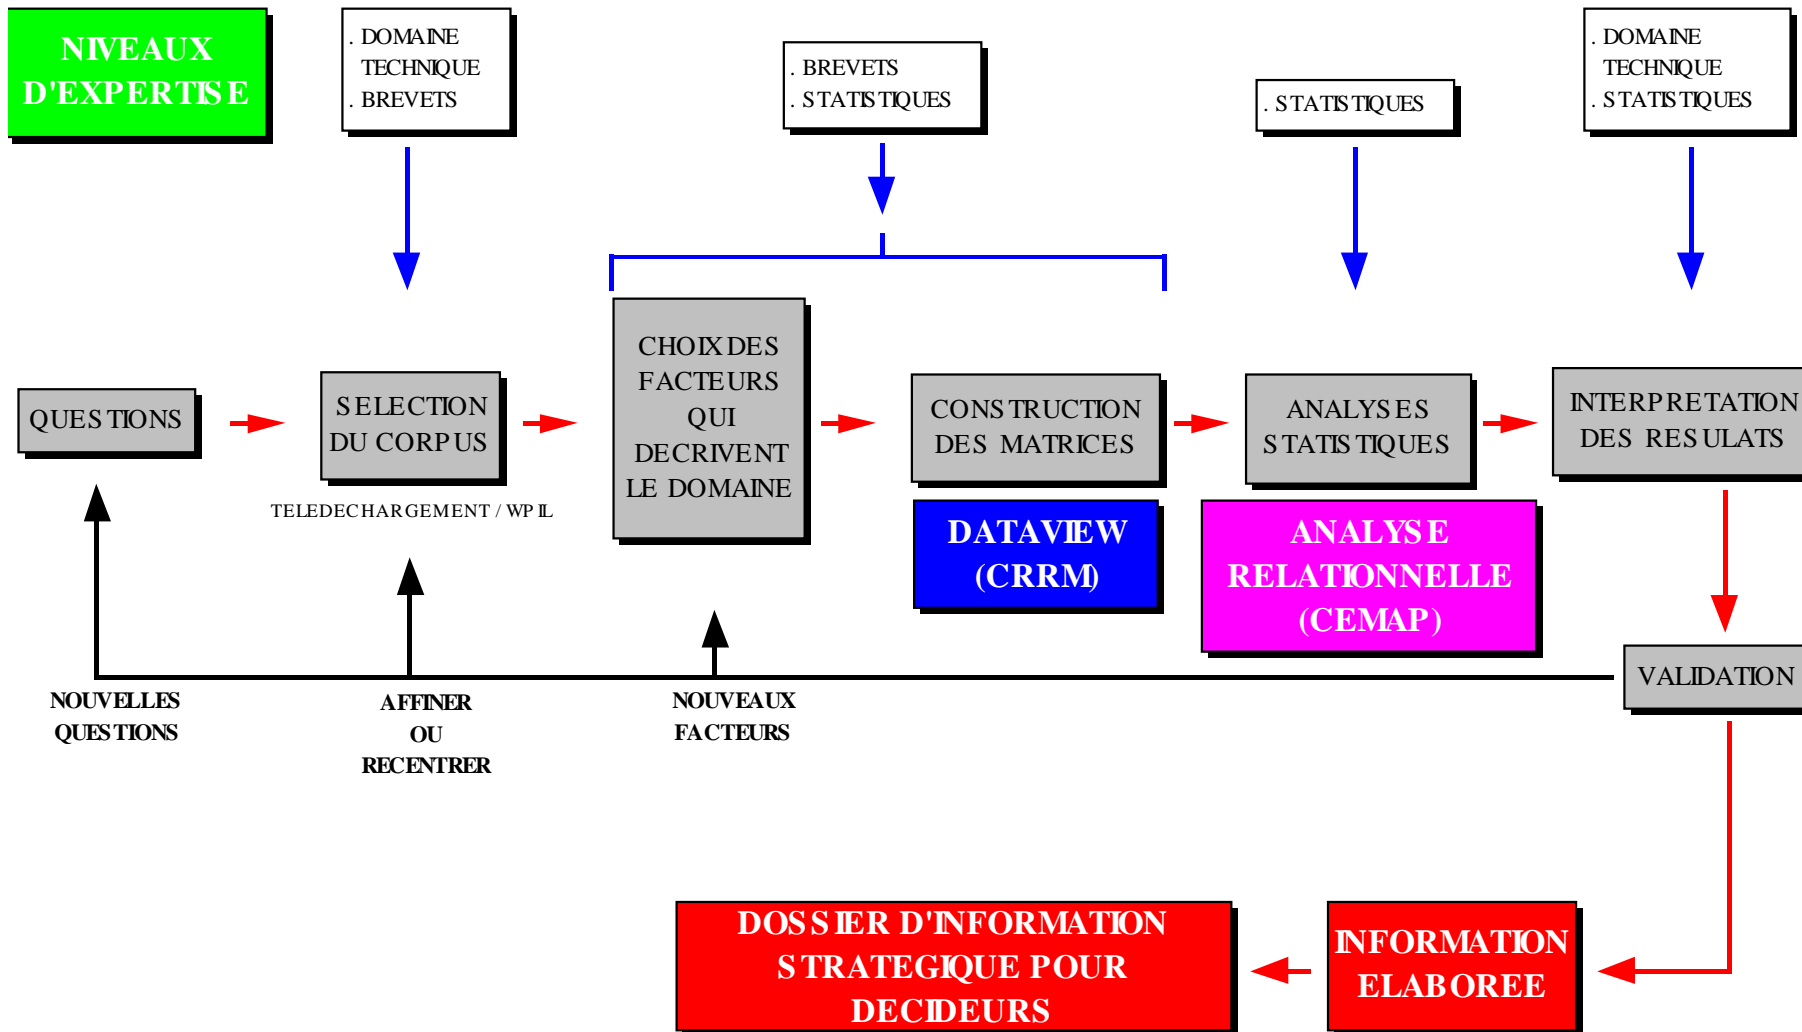 NIVEAUX
D'EXPERTISE
. DOMAINE
TECHNIQUE
. BREVETS
. BREVETS
. STATISTIQUES
. STATISTIQUES
. DOMAINE
TECHNIQUE
. STATISTIQUES
QUESTIONS
SELECTION
DU CORPUS
TELEDECHARGEMENT / WPIL
CHOIX DES
FACTEURS
QUI
DECRIVENT
LE DOMAINE
CONSTRUCTION
DES MATRICES
DATAVIEW
(CRRM)
ANALYSES
STATISTIQUES
ANALYSE
RELATIONNELLE
(CEMAP)
INTERPRETATION
DES RESULATS
VALIDATION
NOUVELLES
QUESTIONS
AFFINER
OU
RECENTRER
NOUVEAUX
FACTEURS
DOSSIER D'INFORMATION
STRATEGIQUE POUR
DECIDEURS
INFORMATION
ELABOREE